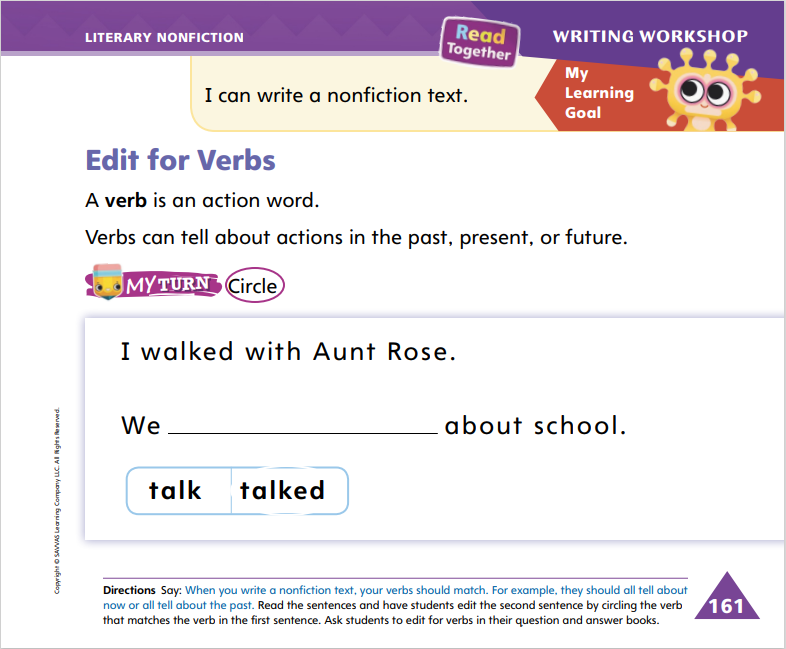 LITERARY NONFICTION
Read
Together
WRITING WORKSHOP
I can write a nonfiction text.
My
Learning
Goal
Edit for Verbs
A verb is an action word.
Verbs can tell about actions in the past, present, or future.
MY TURN Circle
I walked with Aunt Rose.
We ____________________ about school.
talk talked
Copyright © SAVVAS Learning Company LLC. All Rights Reserved.
Directions Say: When you write a nonfiction text, your verbs should match. For example, they should all tell about
now or all tell about the past. Read the sentences and have students edit the second sentence by circling the verb
that matches the verb in the first sentence. Ask students to edit for verbs in their question and answer books.
161